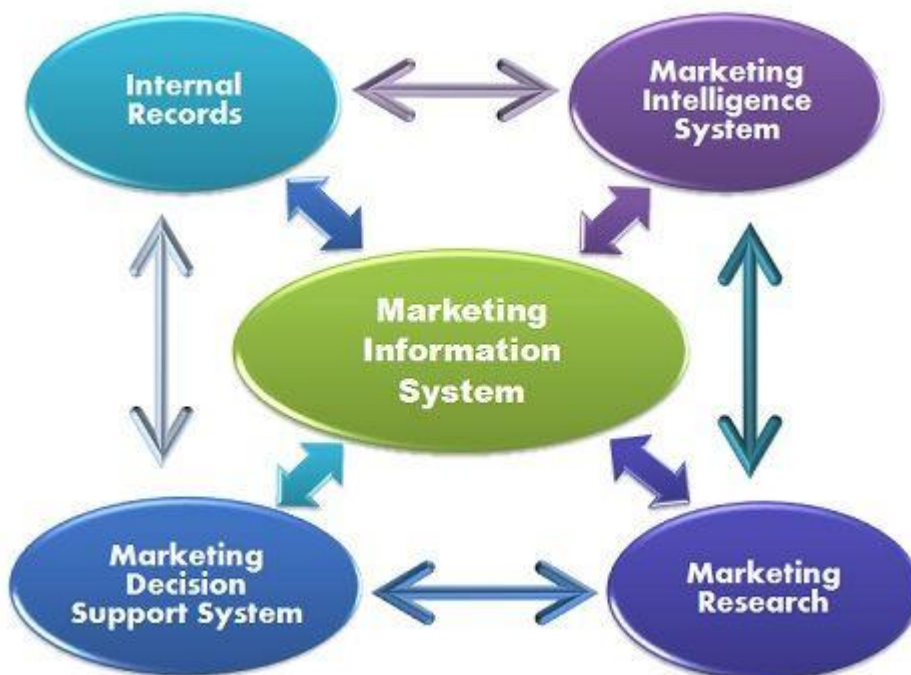 Internal
Records
Marketing
Intelligence
System
Marketing
Information
System
Marketing
Decision
Support System
Marketing
Research